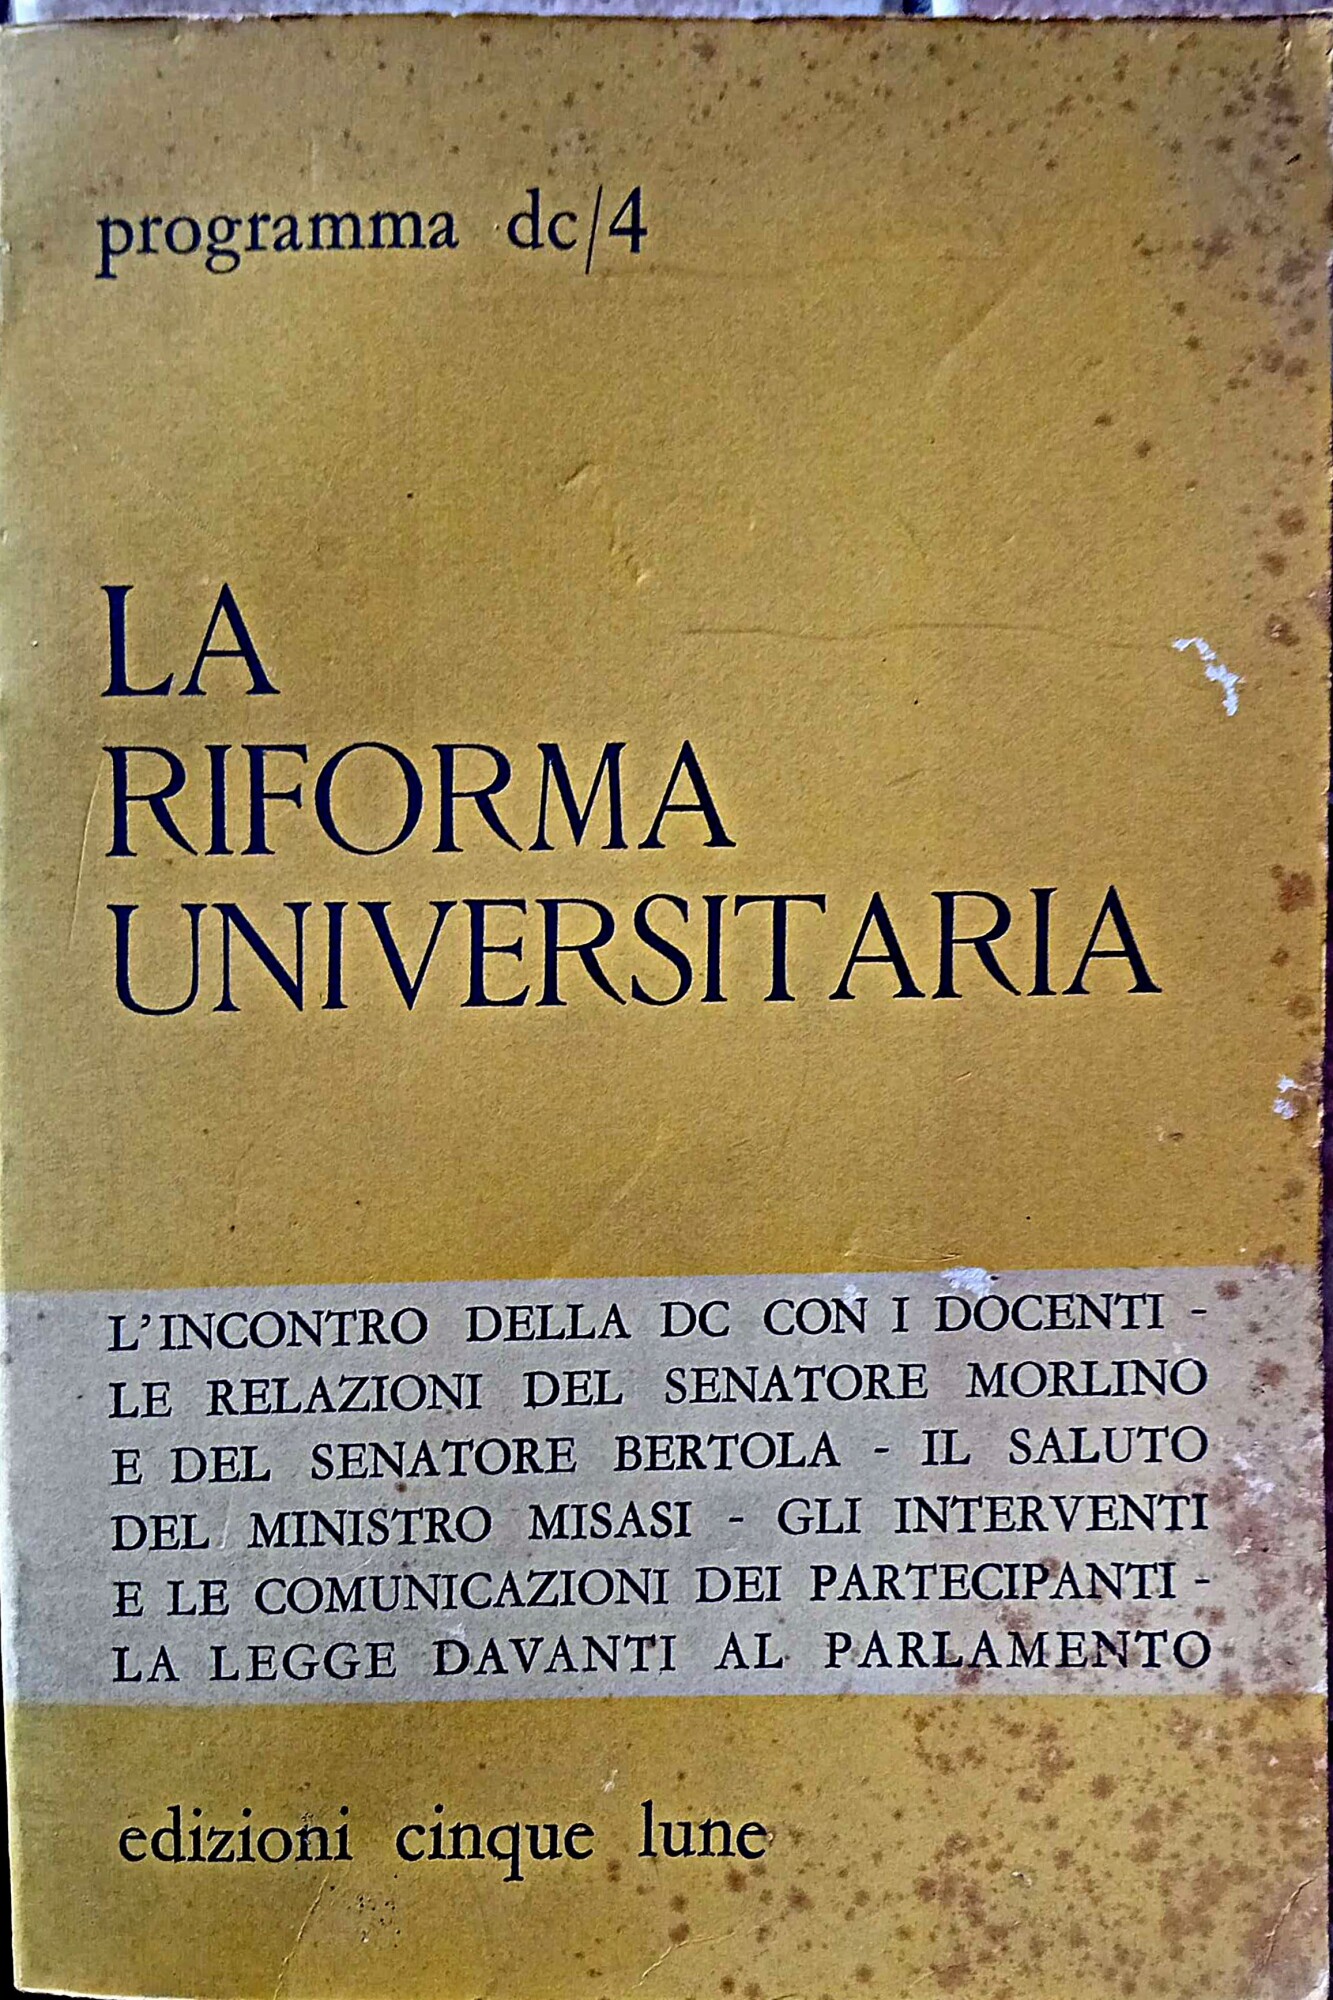 programma dc/4
LA
RIFORMA
UNIVERSITARIA
L'INCONTRO DELLA DC CON I DOCENTI -
LE RELAZIONI DEL SENATORE MORLINO
E DEL SENATORE BERTOLA - IL SALUTO
DEL MINISTRO MISASI - GLI INTERVENTI
E LE COMUNICAZIONI DEI PARTECIPANTI -
LA LEGGE DAVANTI AL PARLAMENTO
edizioni cinque lune